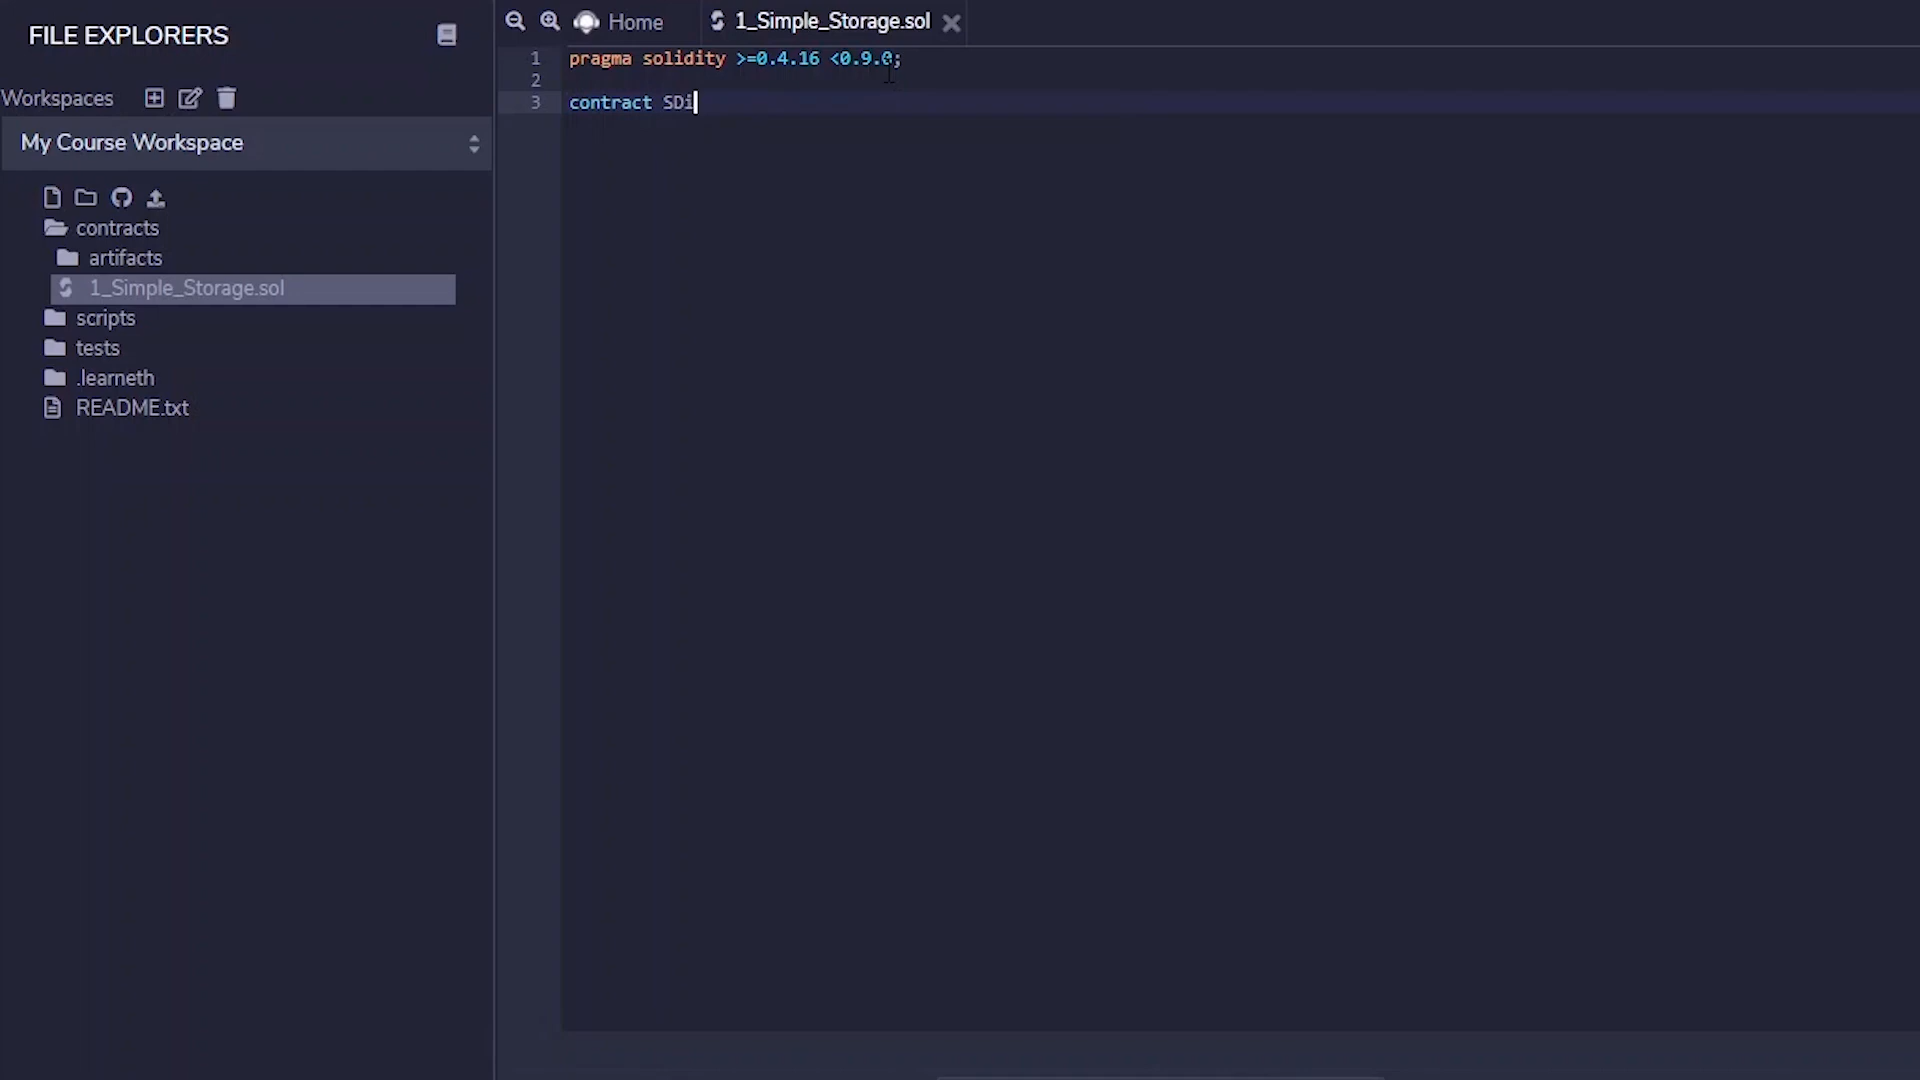 FILE EXPLORERS
Workspaces
My Course Workspace
contracts
artifacts
1_Simple_Storage.sol
scripts
tests
.learneth
README.txt
Home
1_Simple_Storage.sol
1 pragma solidity >=0.4.16 <0.9.0;
2
3 contract SDi